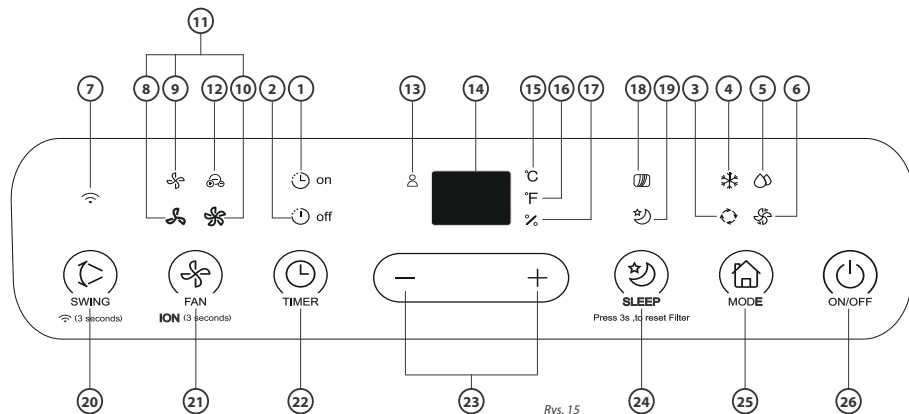 11
7 8 9 12 10 2 1 13 14 15 16 17 18 19 3 4 5 6
on
°C
°F
off
%
SWING
(3 seconds)
FAN
ION (3 seconds)
TIMER
− +
SLEEP
Press 3s ,to reset Filter
MODE
ON/OFF
20 21 22 23 24 25 26
Rys. 15